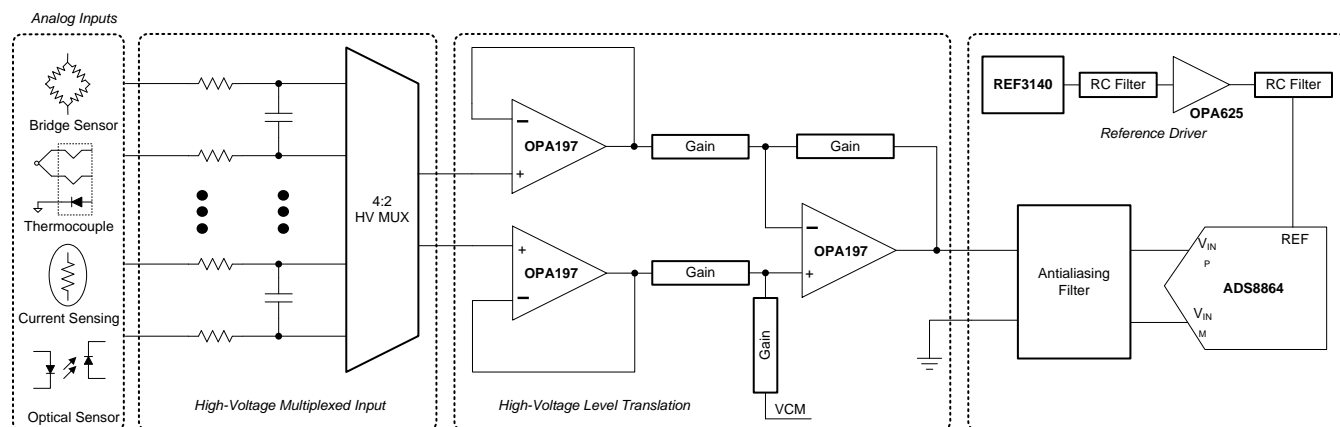 Analog Inputs
Bridge Sensor
Thermocouple
Current Sensing
Optical Sensor
4:2
HV MUX
High-Voltage Multiplexed Input
OPA197
+
Gain
Gain
OPA197
+
Gain
Gain
VCM
OPA197
+
High-Voltage Level Translation
REF3140
RC Filter
OPA625
RC Filter
Reference Driver
Antialiasing
Filter
REF
VIN
P
ADS8864
VIN
M